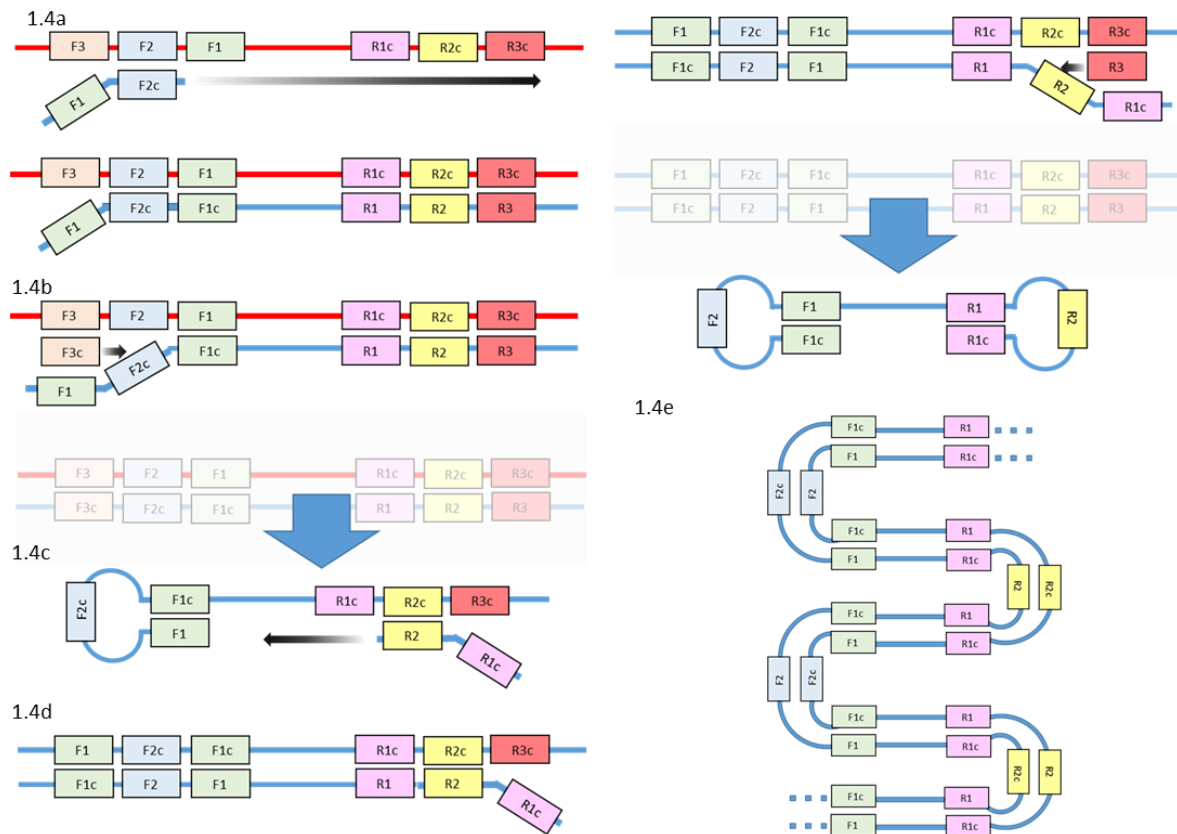 1.4a
F3 F2 F1 R1c R2c R3c
F1 F2c
F3 F2 F1 R1c R2c R3c
F1 F2c F1c R1 R2 R3
1.4b
F3 F2 F1 R1c R2c R3c
F3c F2c F1c R1 R2 R3
F1
F3 F2 F1 R1c R2c R3c
F3c F2c F1c R1 R2 R3
1.4c
F2c F1c R1c R2c R3c
F1 R2 R1c
1.4d
F1 F2c F1c R1c R2c R3c
F1c F2 F1 R1 R2 R1c
F1 F2c F1c R1c R2c R3c
F1c F2 F1 R1 R2 R3
R1c
F1 F2c F1c R1c R2c R3c
F1c F2 F1 R1 R2 R3
F2 F1 R1 R2
F1c R1c
1.4e
F1c R1
F1 R1c
F2c F2
F1c R1
F1 R1c
R2 R2c
F1c R1
F1 R1c
F2 F2c
F1c R1
F1 R1c
R2c R2
F1c R1
F1 R1c